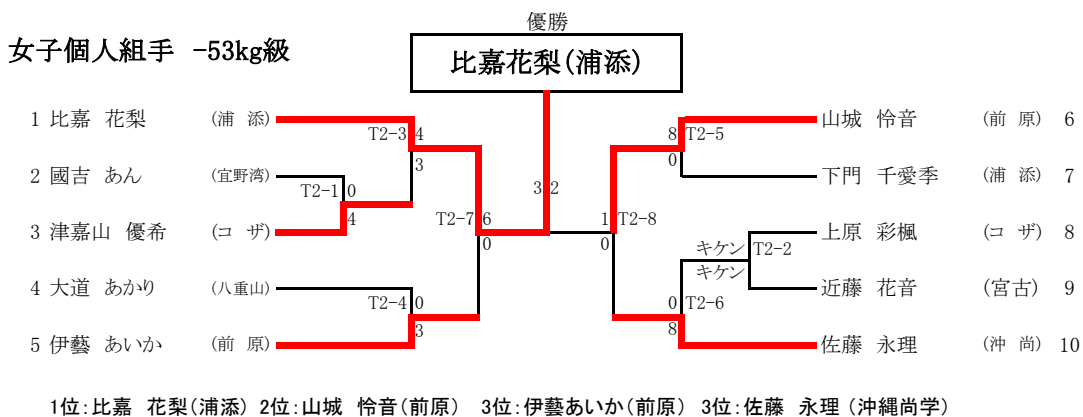 優勝
女子個人組手 -53kg級
比嘉花梨(浦添)
1 比嘉 花梨 (浦 添) 山城 怜音 (前 原) 6
T2-3 4 8 T2-5
3 0
2 國吉 あん (宜野湾) 下門 千愛季 (浦 添) 7
T2-1 0 3 2
4 T2-7 6 1 T2-8
3 津嘉山 優希 (コ ザ) 上原 彩楓 (コ ザ) 8
0 0 キケン T2-2
キケン
4 大道 あかり (八重山) 近藤 花音 (宮古) 9
T2-4 0 0 T2-6
3 8
5 伊藝 あいか (前 原) 佐藤 永理 (沖 尚) 10
1位:比嘉 花梨(浦添) 2位:山城 怜音(前原) 3位:伊藝あいか(前原) 3位:佐藤 永理 (沖縄尚学)